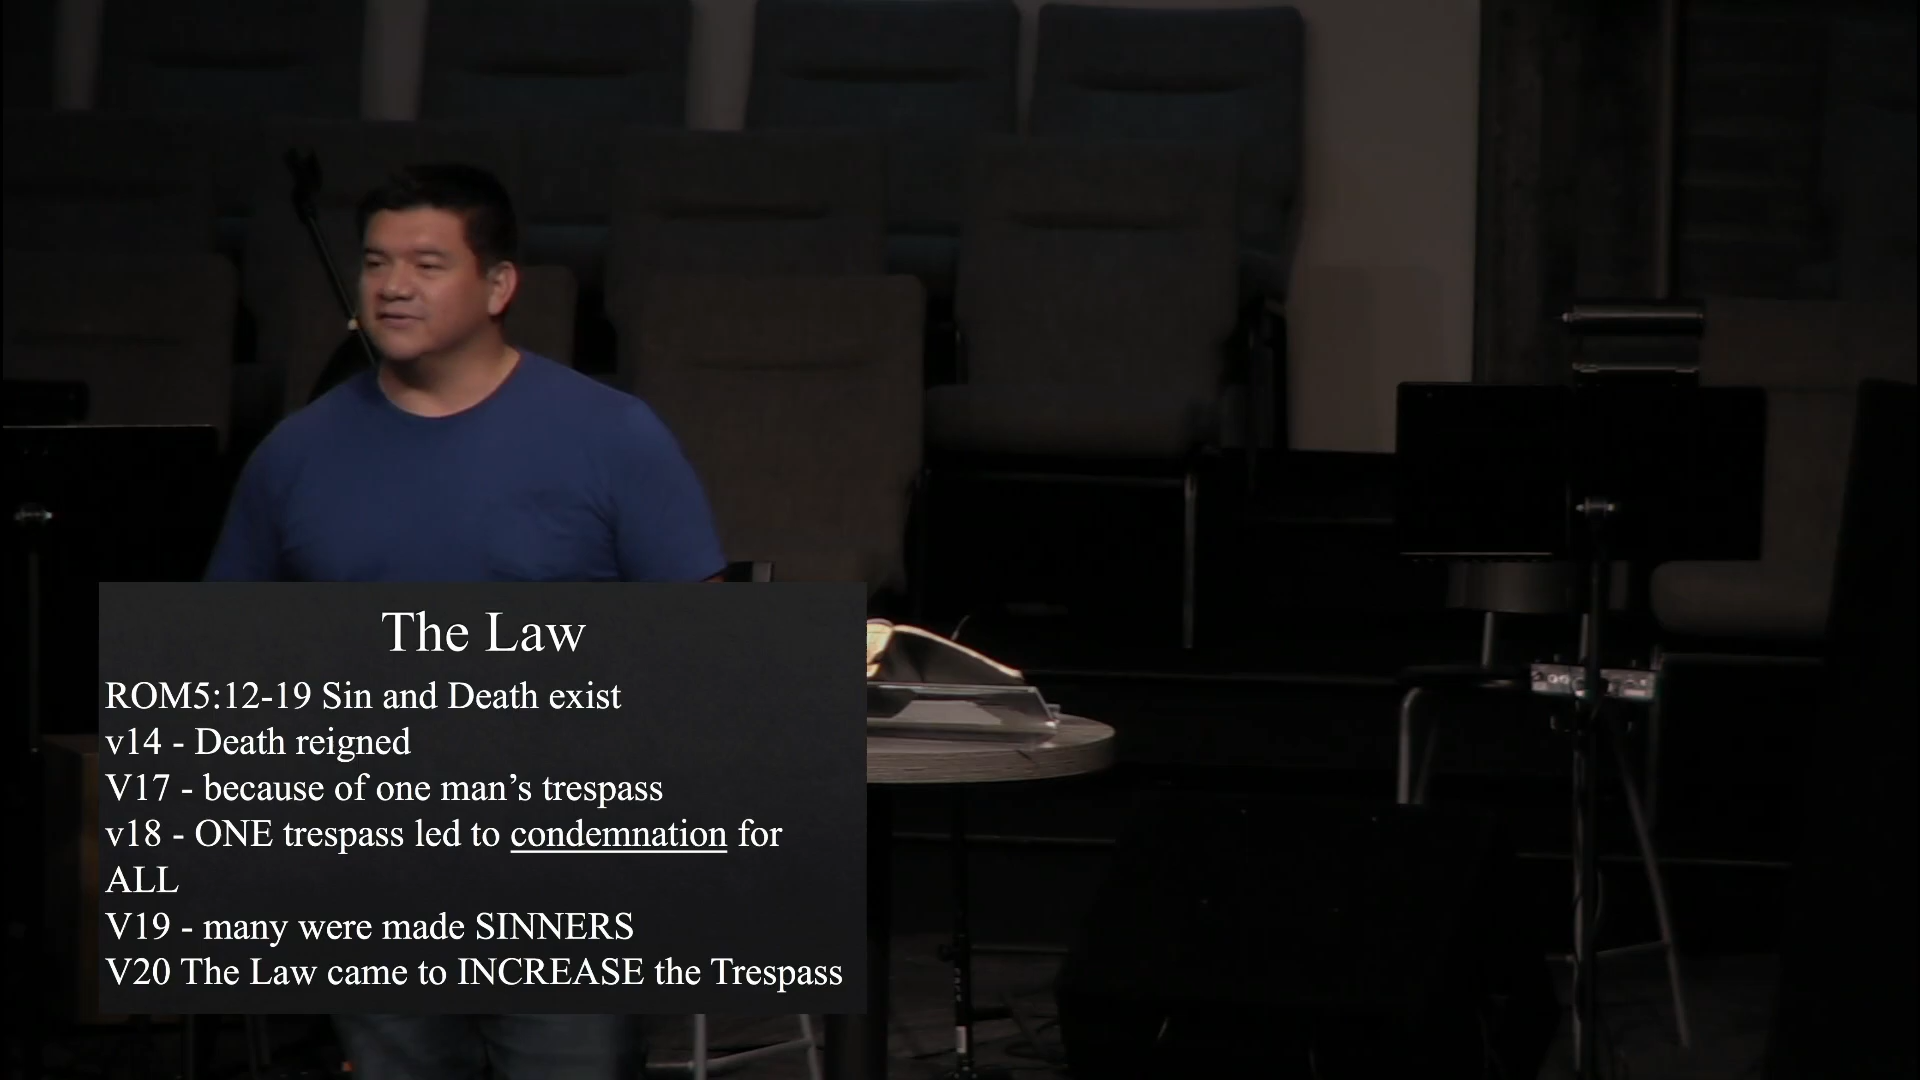 The Law
ROM5:12-19 Sin and Death exist
v14 - Death reigned
V17 - because of one man’s trespass
v18 - ONE trespass led to condemnation for
ALL
V19 - many were made SINNERS
V20 The Law came to INCREASE the Trespass